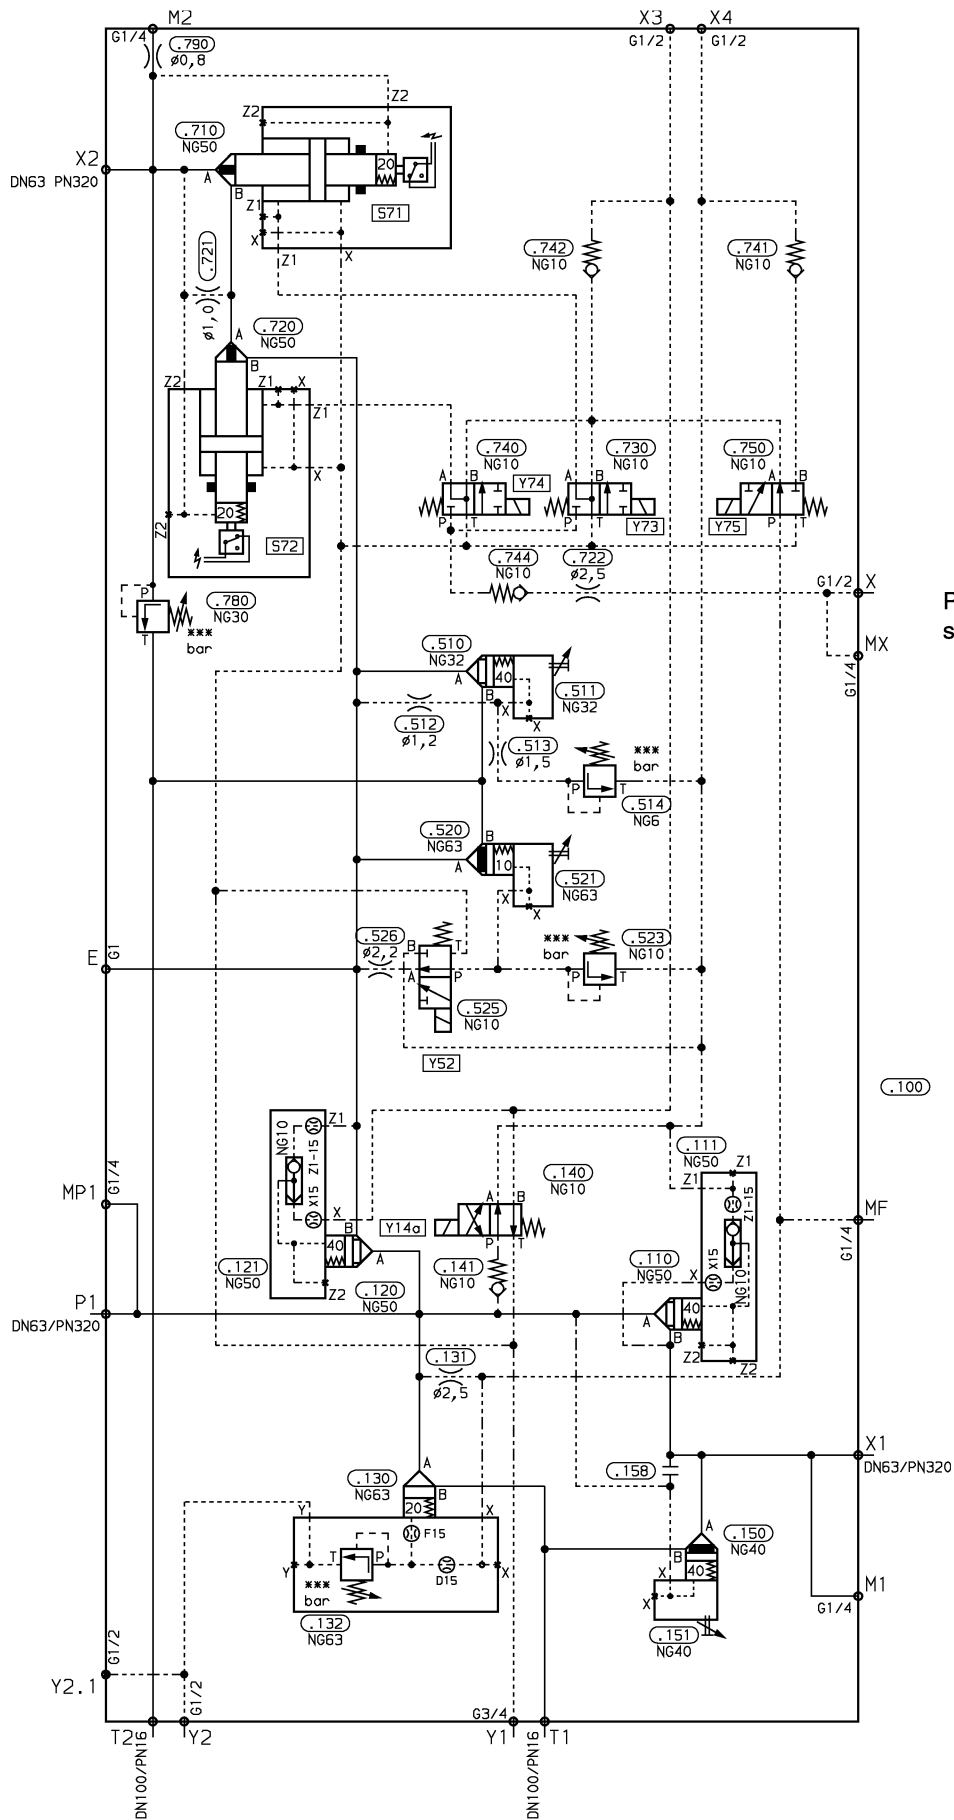 M2
X3
X4
G1/4
.790
ø0,8
G1/2
G1/2
Z2
Z2
.710
NG50
X2
DN63 PN320
A
B
20
Z1
S71
X
Z1
X
.721
ø1,0
.742
NG10
.741
NG10
.720
NG50
A
B
Z2
Z1
X
Z1
X
.740
NG10
.730
NG10
.750
NG10
A
B
Y74
A
B
A
B
P
T
P
T
Y73
Y75
P
T
20
Z2
S72
.744
NG10
.722
ø2,5
G1/2
X
P
T
.780
NG30
***
bar
P
s
MX
G1/4
.510
NG32
A
40
B
X
X
.511
NG32
.512
ø1,2
.513
ø1,5
***
bar
P
T
.514
NG6
.520
NG63
B
A
10
X
X
.521
NG63
E
G1
.526
ø2,2
B
T
A
P
***
bar
.523
NG10
P
T
.525
NG10
Y52
.100
NG10
Z1
Z1-15
X15
X
.111
NG50
Z1
Z1
Z1-15
MP1
G1/4
.140
NG10
A
B
P
T
Y14a
MF
G1/4
B
40
A
.121
NG50
Z2
.120
NG50
.141
NG10
.110
NG50
X
X15
NG10
P1
DN63/PN320
A
40
B
Z2
Z2
.131
ø2,5
X1
DN63/PN320
.158
A
.130
NG63
B
20
Y
X
F15
T
P
Y
D15
X
***
bar
.132
NG63
A
B
.150
NG40
X
40
X
.151
NG40
M1
G1/4
G1/2
Y2.1
G1/2
G3/4
T2
Y2
Y1
T1
DN100/PN16
DN100/PN16